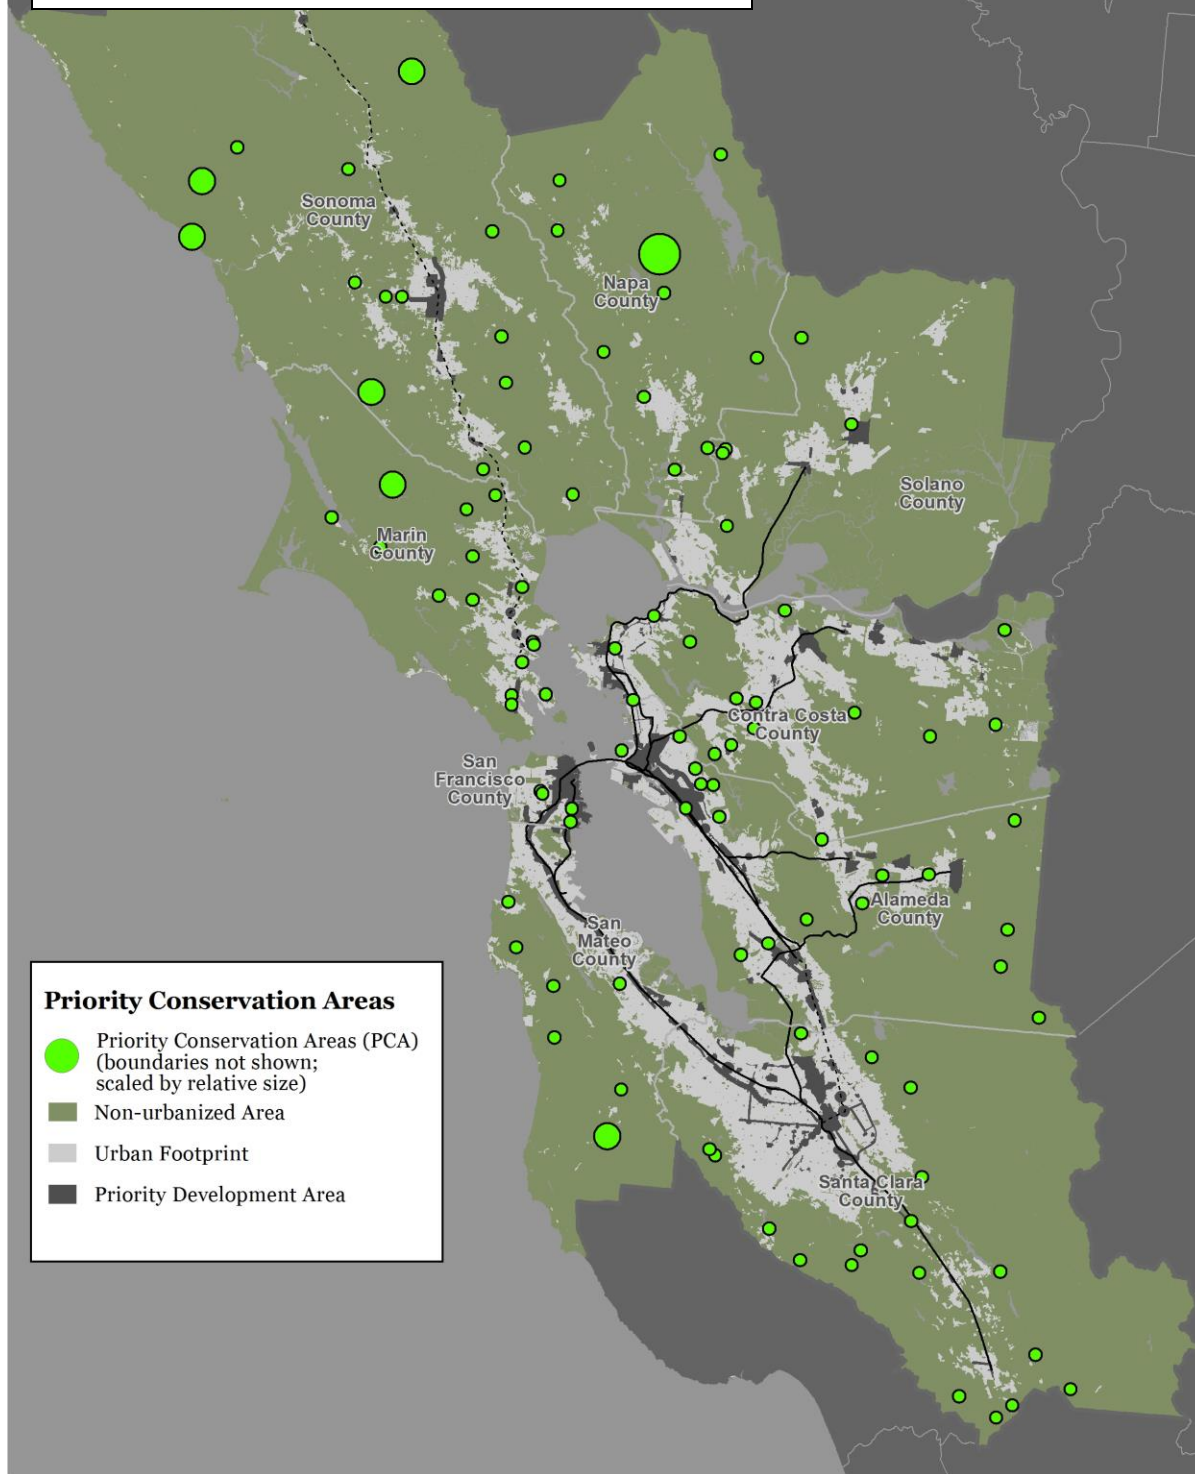 Sonoma
County
Napa
County
Solano
County
Marin
County
Contra Costa
County
San
Francisco
County
Alameda
County
San
Mateo
County
Santa Clara
County
Priority Conservation Areas
Priority Conservation Areas (PCA)
(boundaries not shown;
scaled by relative size)
Non-urbanized Area
Urban Footprint
Priority Development Area